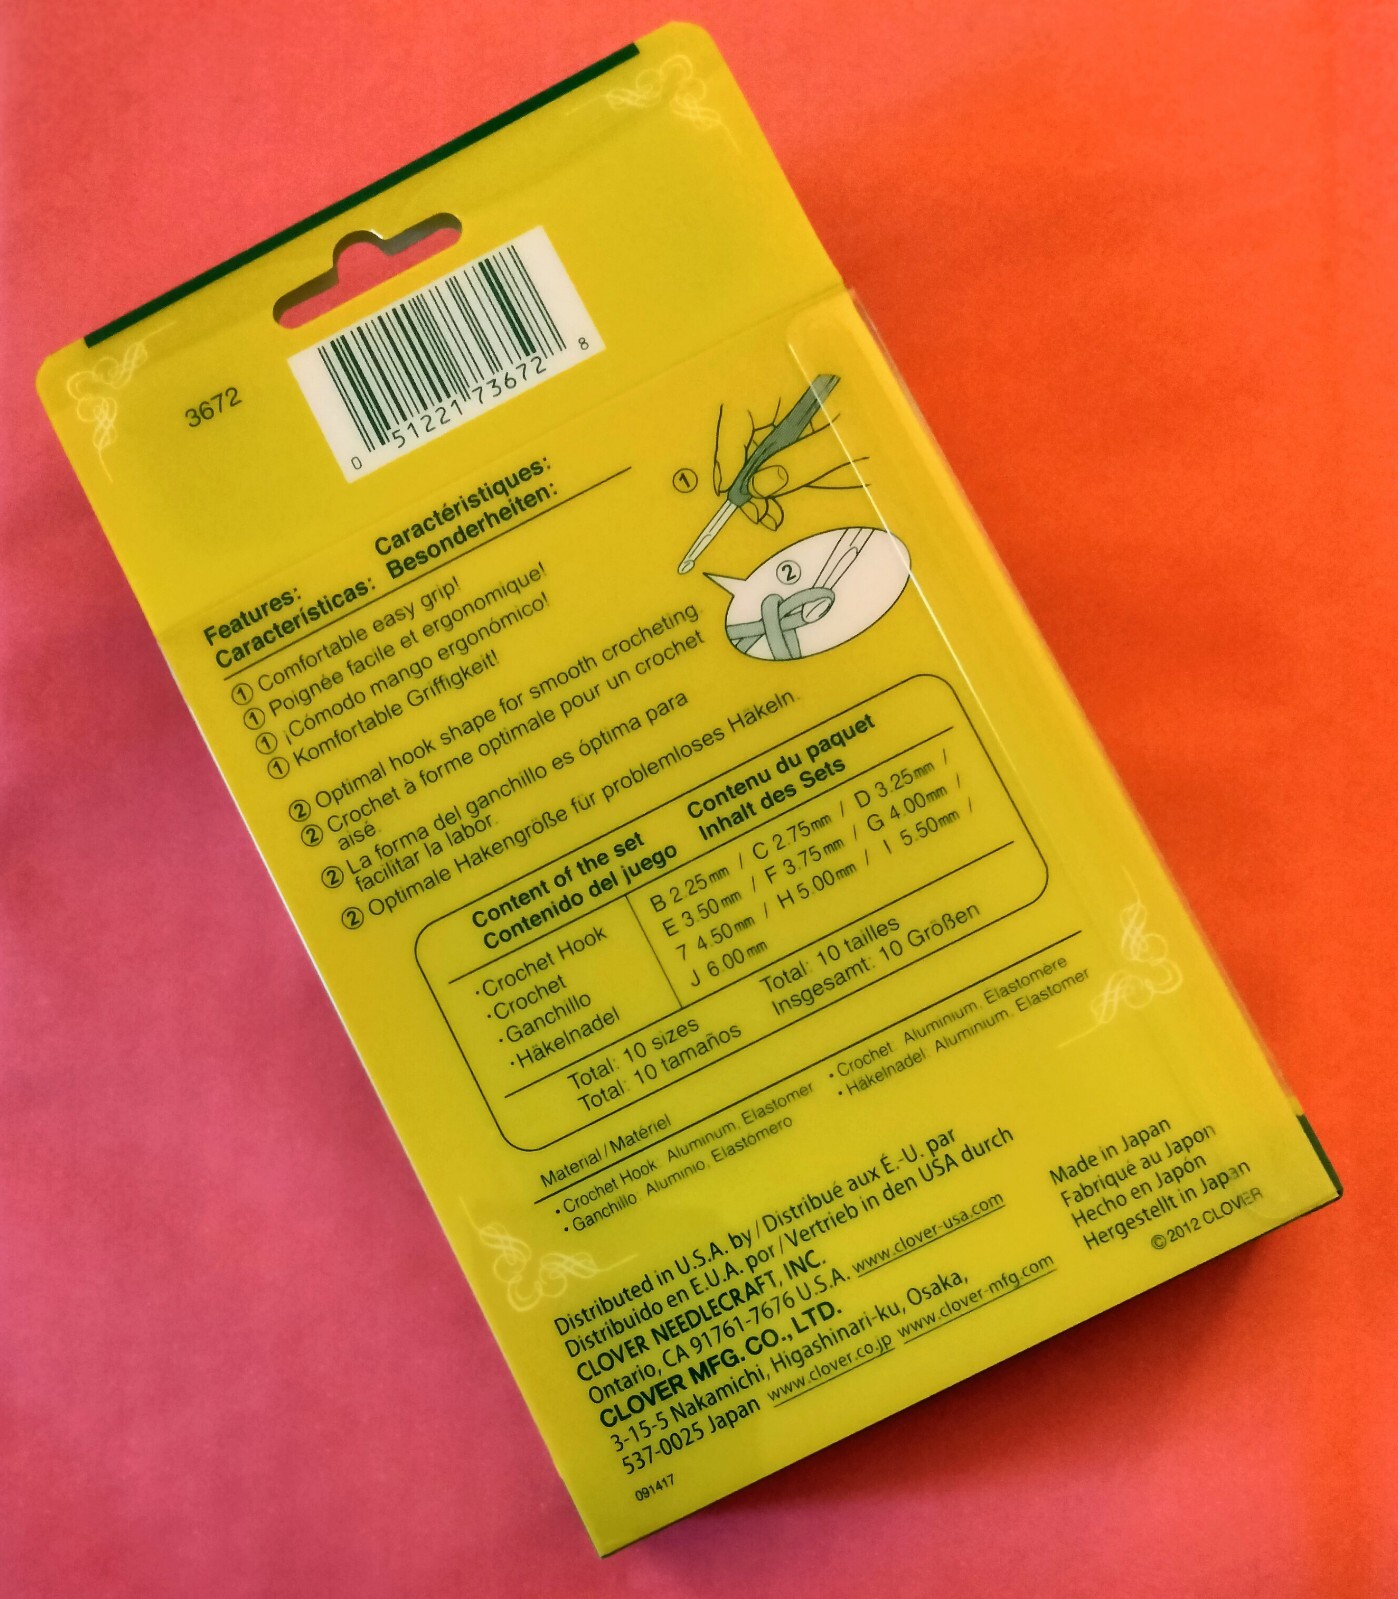 3672
0 51221 73672 8
Features:
Características:
Caractéristiques:
Besonderheiten:
① Comfortable easy grip!
① Poignée facile et ergonomique!
① ¡Cómodo mango ergonómico!
① Komfortable Griffigkeit!
② Optimal hook shape for smooth crocheting.
② Crochet à forme optimale pour un crochet
aisé.
② La forma del ganchillo es óptima para
facilitar la labor.
② Optimale Hakengröße für problemloses Häkeln.
①
②
Content of the set
Contenido del juego
Contenu du paquet
Inhalt des Sets
·Crochet Hook
·Crochet
·Ganchillo
·Häkelnadel
B 2.25mm / C 2.75mm / D 3.25mm /
E 3.50mm / F 3.75mm / G 4.00mm /
7 4.50mm / H 5.00mm / I 5.50mm /
J 6.00mm
Total: 10 sizes
Total: 10 tamaños
Total: 10 tailles
Insgesamt: 10 Größen
Material/Matériel
• Crochet Hook: Aluminum, Elastomer
• Ganchillo: Aluminio, Elastómero
• Crochet: Aluminium, Elastomère
• Häkelnadel: Aluminium, Elastomer
Distributed in U.S.A. by/Distribué aux É.-U. par
Distribuido en E.U.A. por/Vertrieb in den USA durch
CLOVER NEEDLECRAFT, INC.
Ontario, CA 91761-7676 U.S.A. www.clover-usa.com
CLOVER MFG. CO., LTD.
3-15-5 Nakamichi, Higashinari-ku, Osaka,
537-0025 Japan www.clover.co.jp www.clover-mfg.com
Made in Japan
Fabriqué au Japon
Hecho en Japón
Hergestellt in Japan
©2012 CLOVER
091417